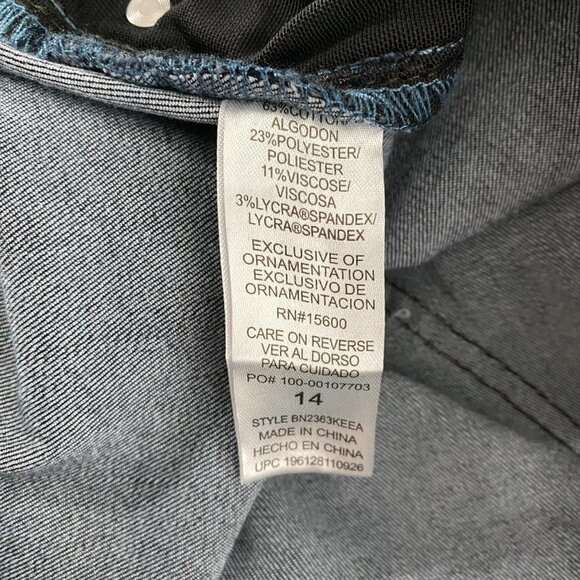 63%COTTON/
ALGODON
23%POLYESTER/
POLIESTER
11%VISCOSE/
VISCOSA
3%LYCRA®SPANDEX/
LYCRA®SPANDEX
EXCLUSIVE OF
ORNAMENTATION
EXCLUSIVO DE
ORNAMENTACION
RN#15600
CARE ON REVERSE
VER AL DORSO
PARA CUIDADO
PO# 100-00107703
14
STYLE BN2363KEEA
MADE IN CHINA
HECHO EN CHINA
UPC 196128110926